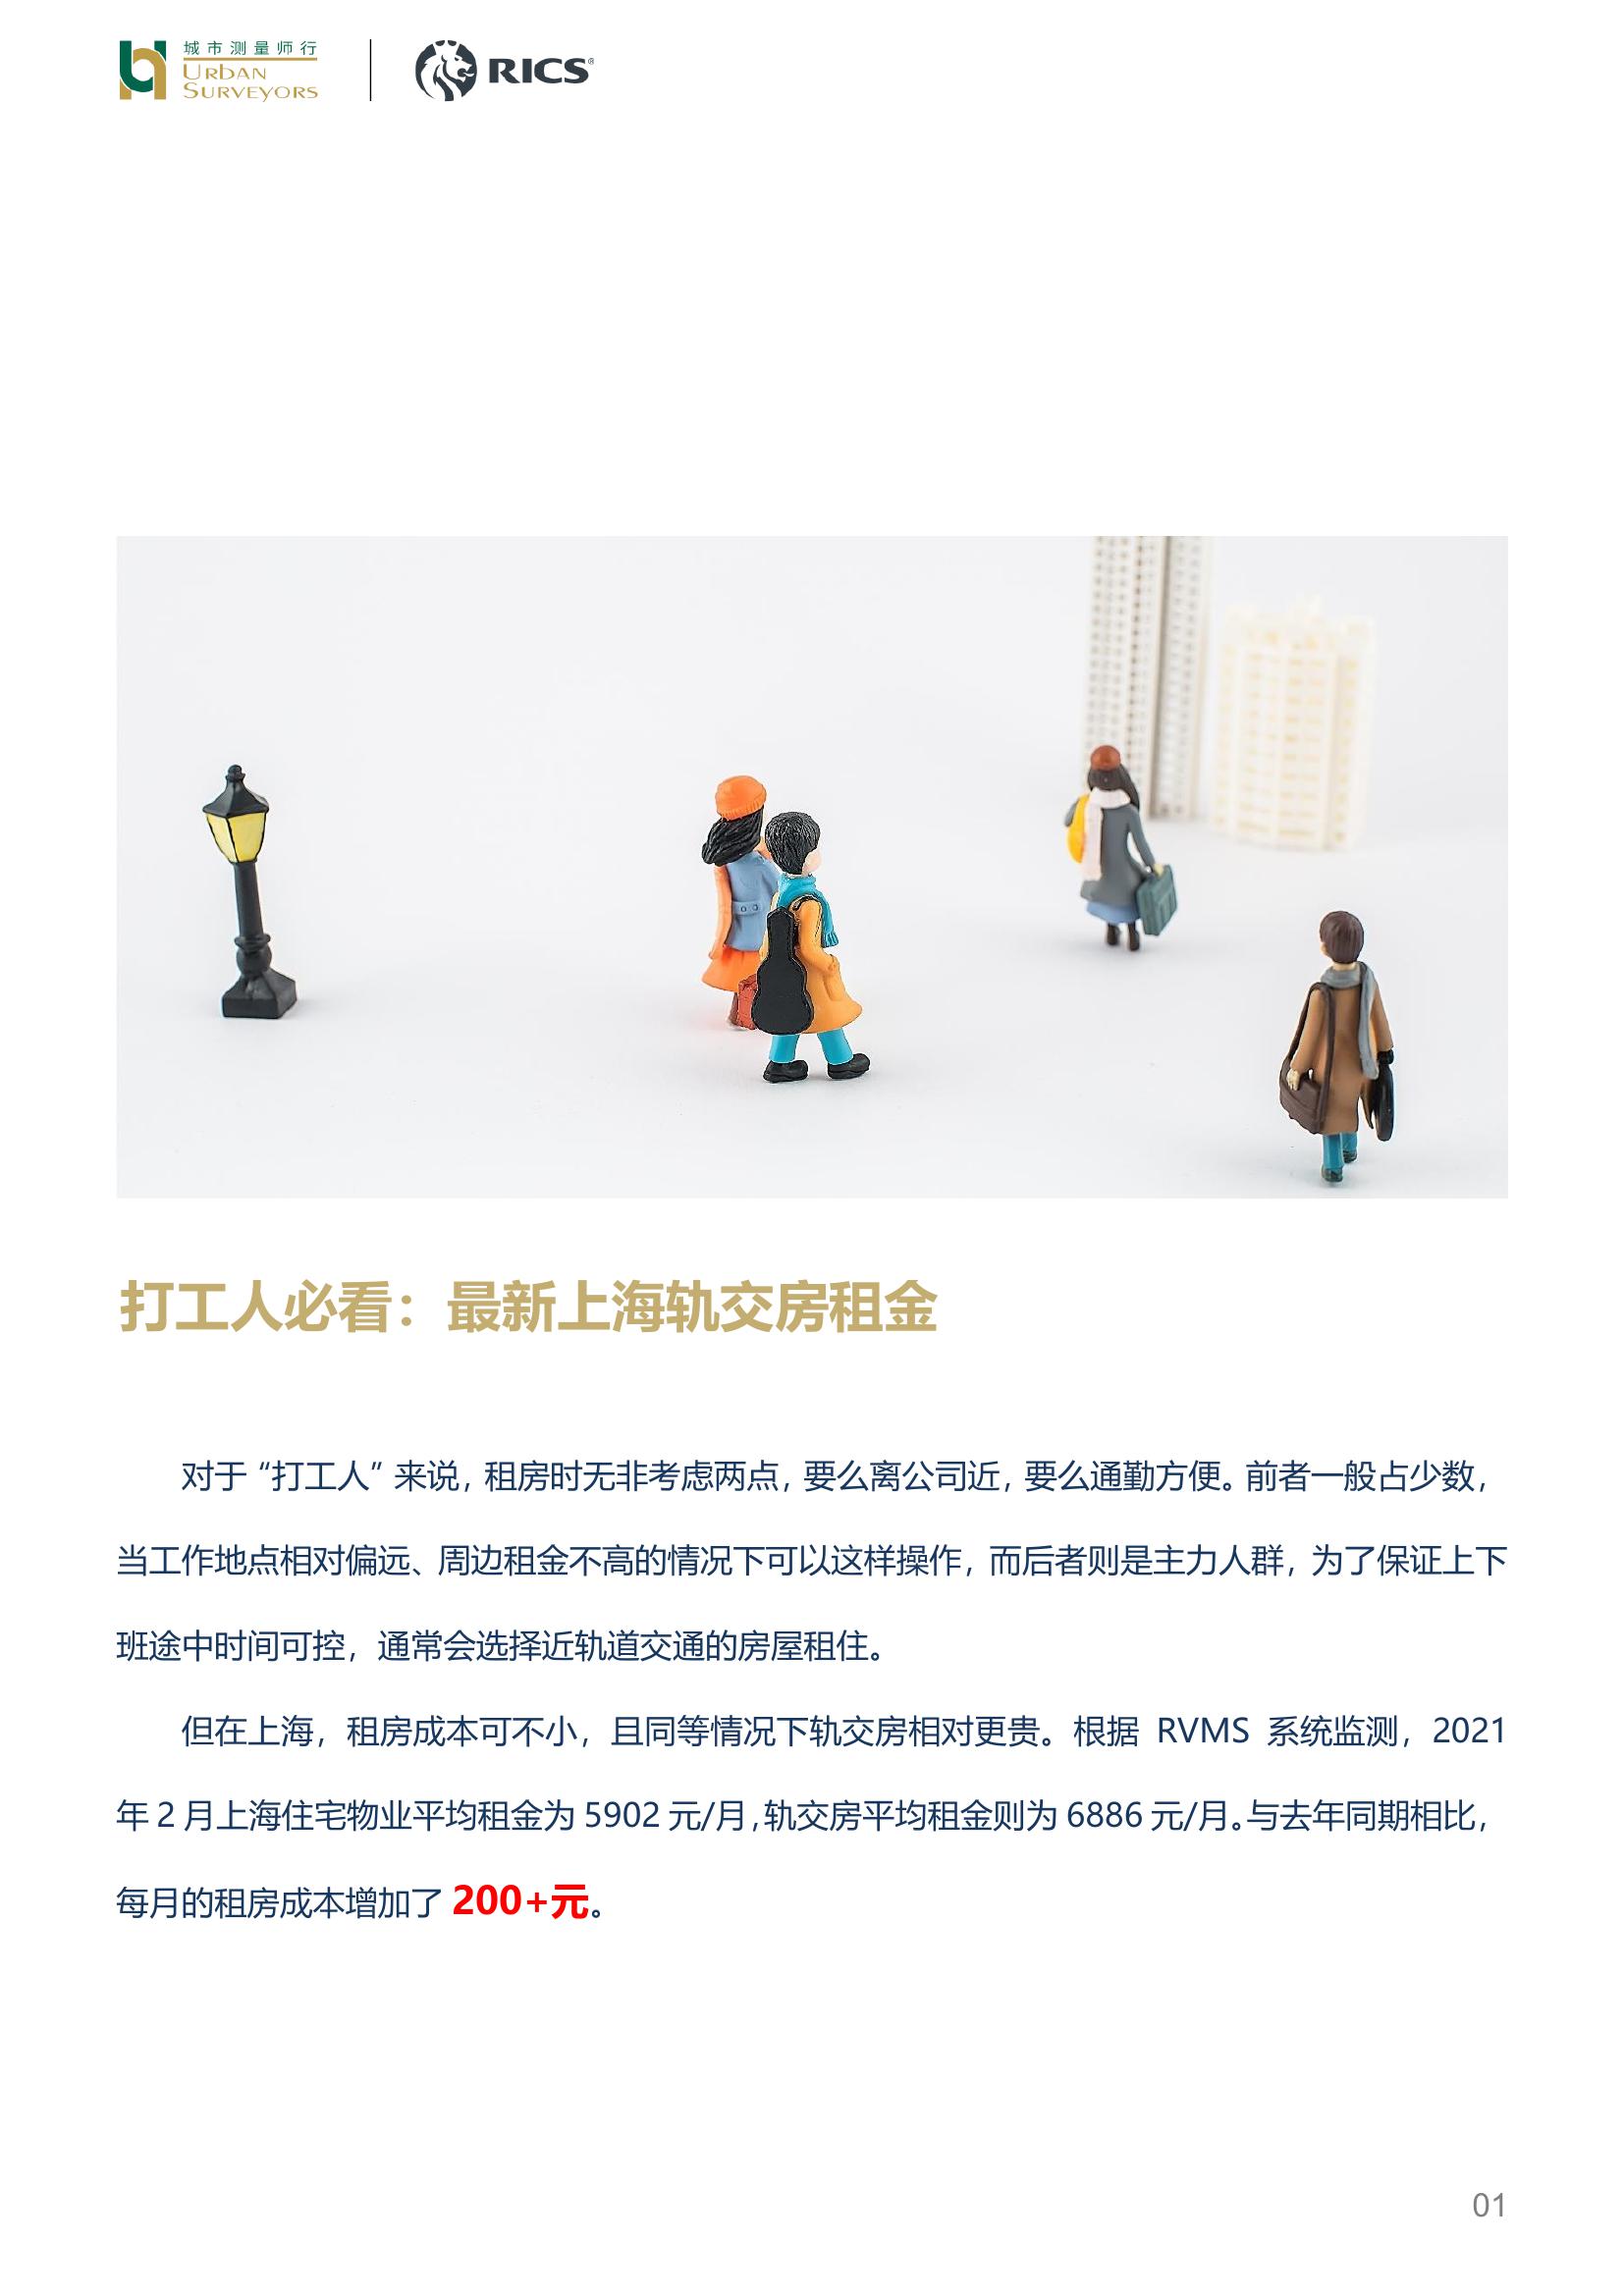 城市测量师行
URBAN
SURVEYORS
RICS®
打工人必看：最新上海轨交房租金
对于“打工人”来说，租房时无非考虑两点，要么离公司近，要么通勤方便。前者一般占少数，
当工作地点相对偏远、周边租金不高的情况下可以这样操作，而后者则是主力人群，为了保证上下
班途中时间可控，通常会选择近轨道交通的房屋租住。
但在上海，租房成本可不小，且同等情况下轨交房相对更贵。根据 RVMS 系统监测，2021
年 2 月上海住宅物业平均租金为 5902 元/月，轨交房平均租金则为 6886 元/月。与去年同期相比，
每月的租房成本增加了 200+元。
01